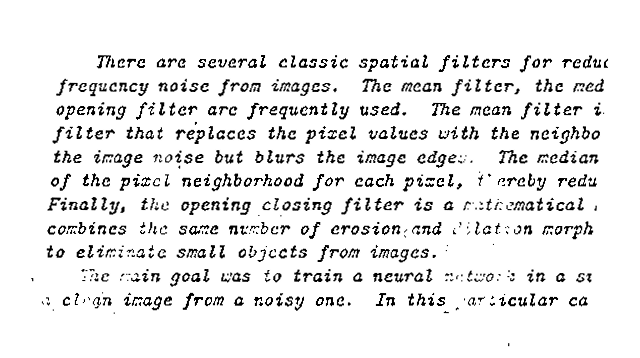 There are several classic spatial filters for reduc
frequency noise from images. The mean filter, the med
opening filter are frequently used. The mean filter i
filter that replaces the pixel values with the neighbo
the image noise but blurs the image edges. The median
of the pixel neighborhood for each pixel, thereby redu
Finally, the opening closing filter is a mathematical
combines the same number of erosion and dilation morph
to eliminate small objects from images.
The main goal was to train a neural network in a si
a clean image from a noisy one. In this particular ca